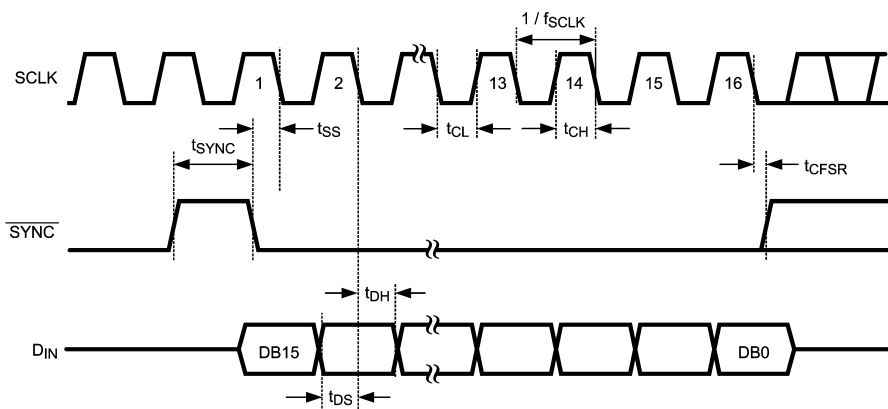 1 / fSCLK
SCLK
1
2
13
14
15
16
tSS
tCL
tCH
tSYNC
tCFSR
SYNC
tDH
DIN
DB15
DB0
tDS